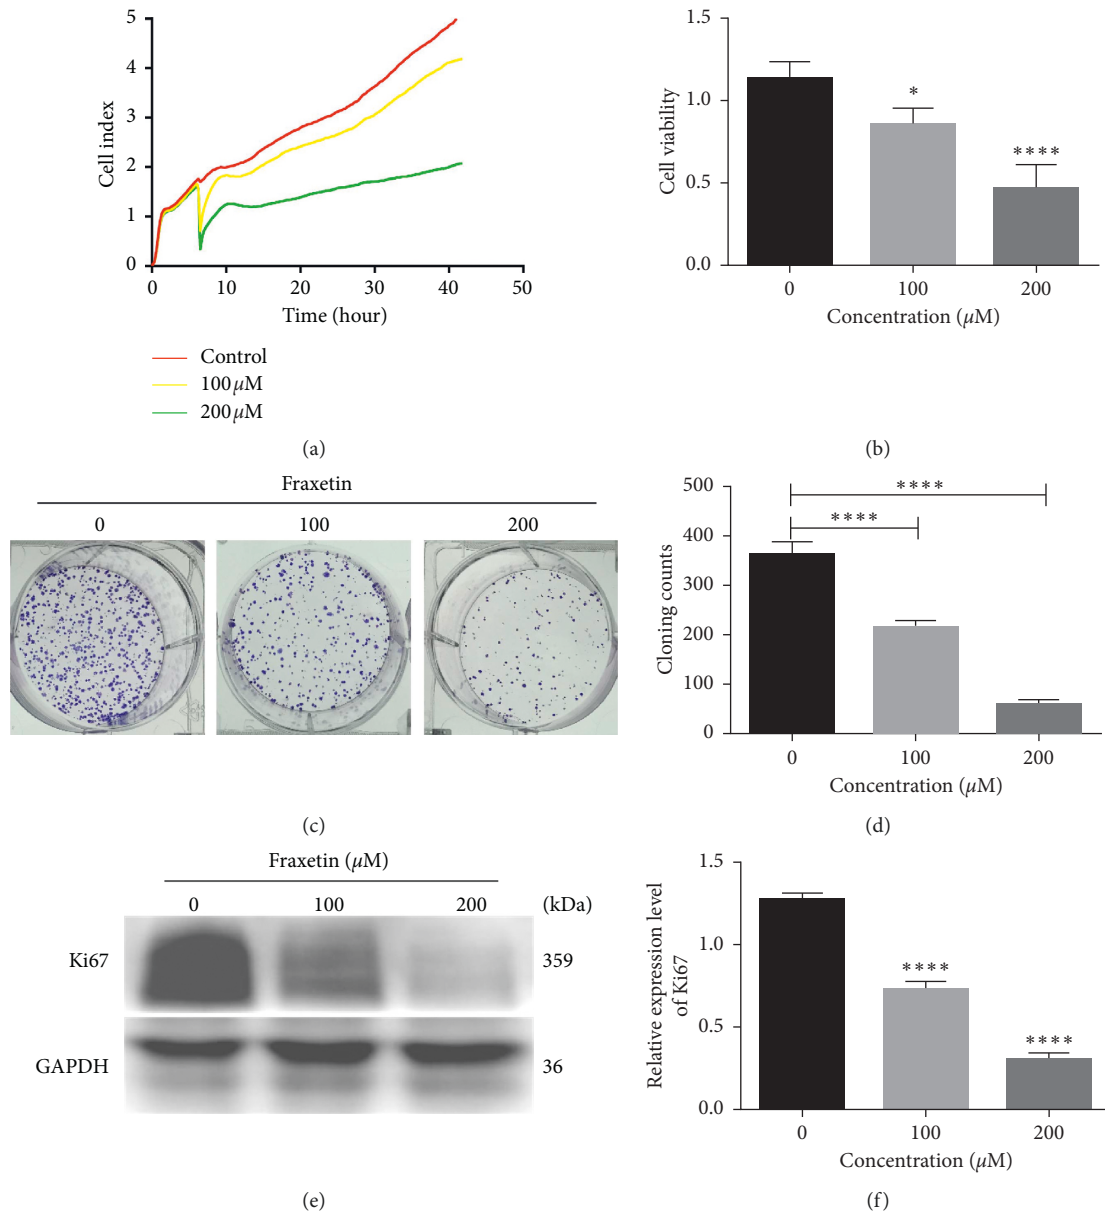 5
4
3
2
1
0
Cell index
0 10 20 30 40 50
Time (hour)
Control
100 μM
200 μM
(a)
1.5
1.0
0.5
0.0
Cell viability
*
****
0 100 200
Concentration (μM)
(b)
Fraxetin
0 100 200
(c)
500
400
300
200
100
0
Cloning counts
****
****
0 100 200
Concentration (μM)
(d)
Fraxetin (μM)
0 100 200 (kDa)
Ki67 359
GAPDH 36
(e)
1.5
1.0
0.5
0.0
Relative expression level
of Ki67
****
****
0 100 200
Concentration (μM)
(f)